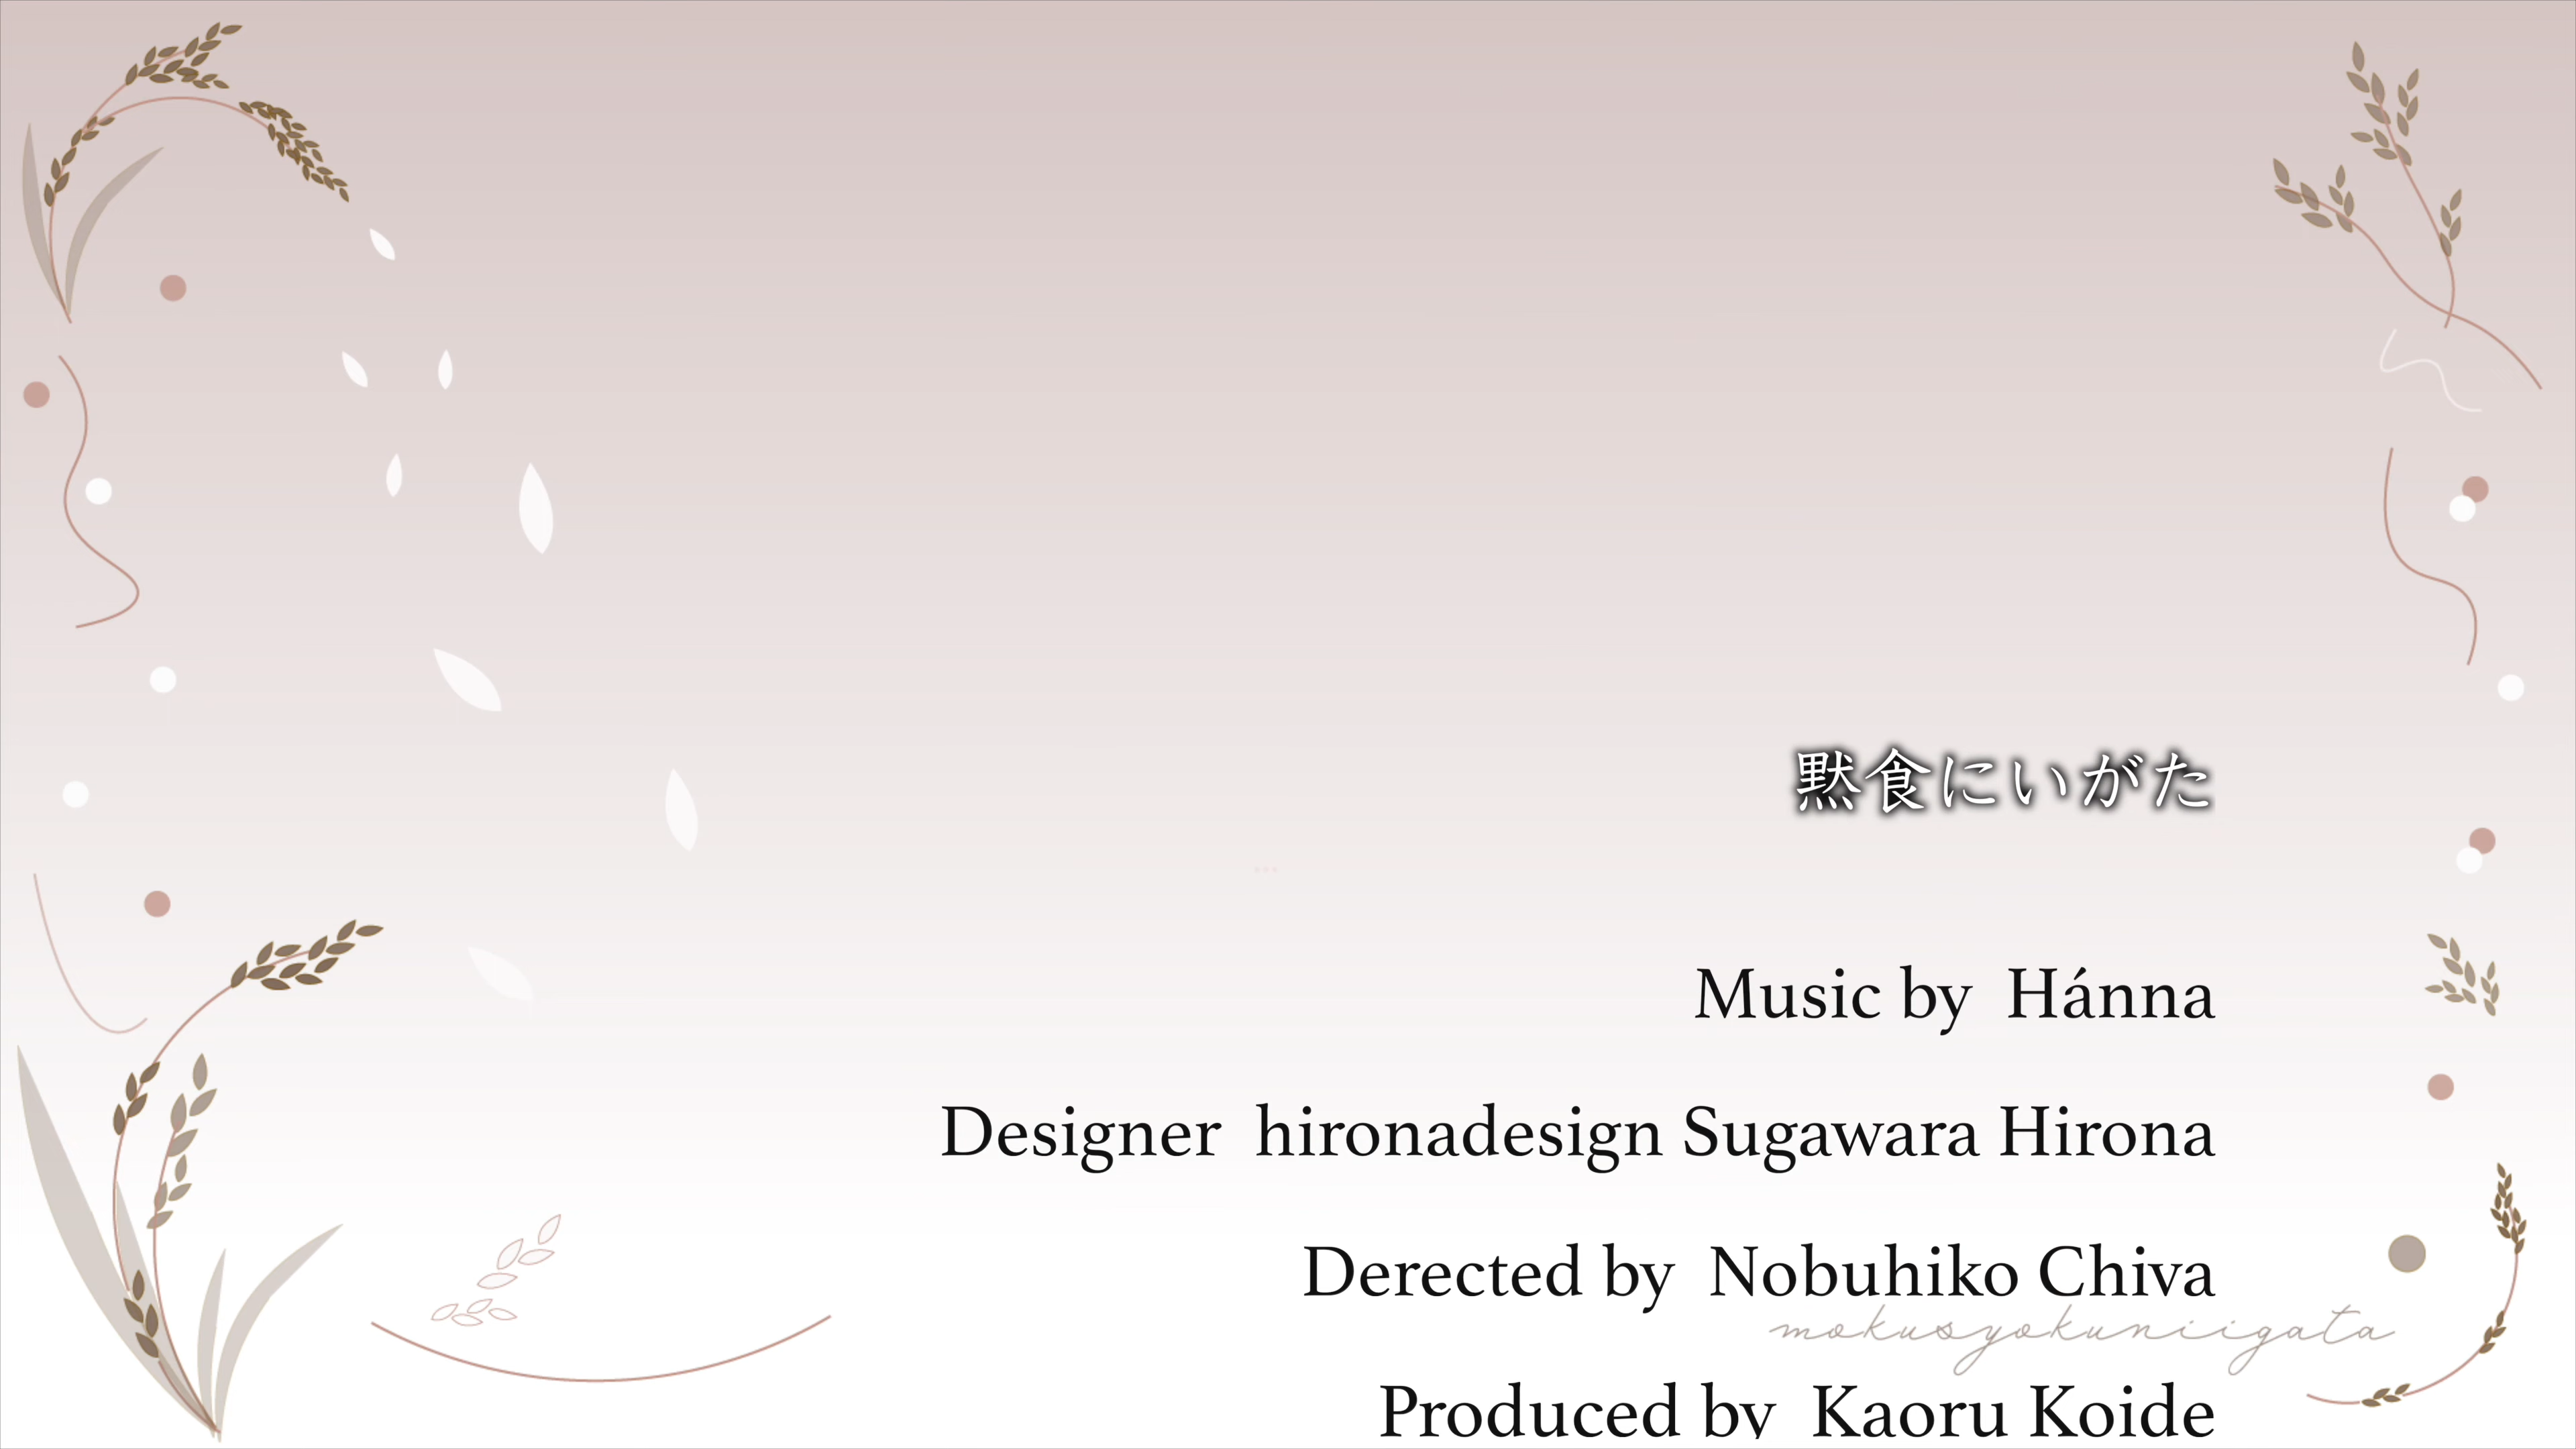 黙食にいがた
Music by Hánna
Designer hironadesign Sugawara Hirona
Derected by Nobuhiko Chiva
mokusyokuniigata
Produced by Kaoru Koide